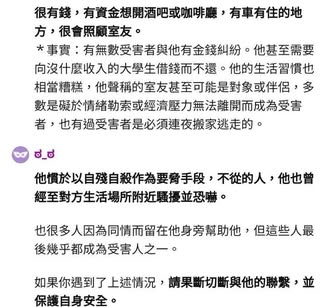 很有錢,有資金想開酒吧或咖啡廳,有車有住的地
方,很會照顧室友。
＊事實：有無數受害者與他有金錢糾紛。他甚至需要
向沒什麼收入的大學生借錢而不還。他的生活習慣也
相當糟糕，他聲稱的室友甚至可能是對象或伴侶，多
數是礙於情緒勒索或經濟壓力無法離開而成為受害
者，也有過受害者是必須連夜搬家逃走的。
d_d
他慣於以自殘自殺作為要脅手段，不從的人，他也曾
經至對方生活場所附近騷擾並恐嚇。
也很多人因為同情而留在他身旁幫助他，但這些人最
後幾乎都成為受害人之一。
如果你遇到了上述情況，請果斷切斷與他的聯繫，並
保護自身安全。